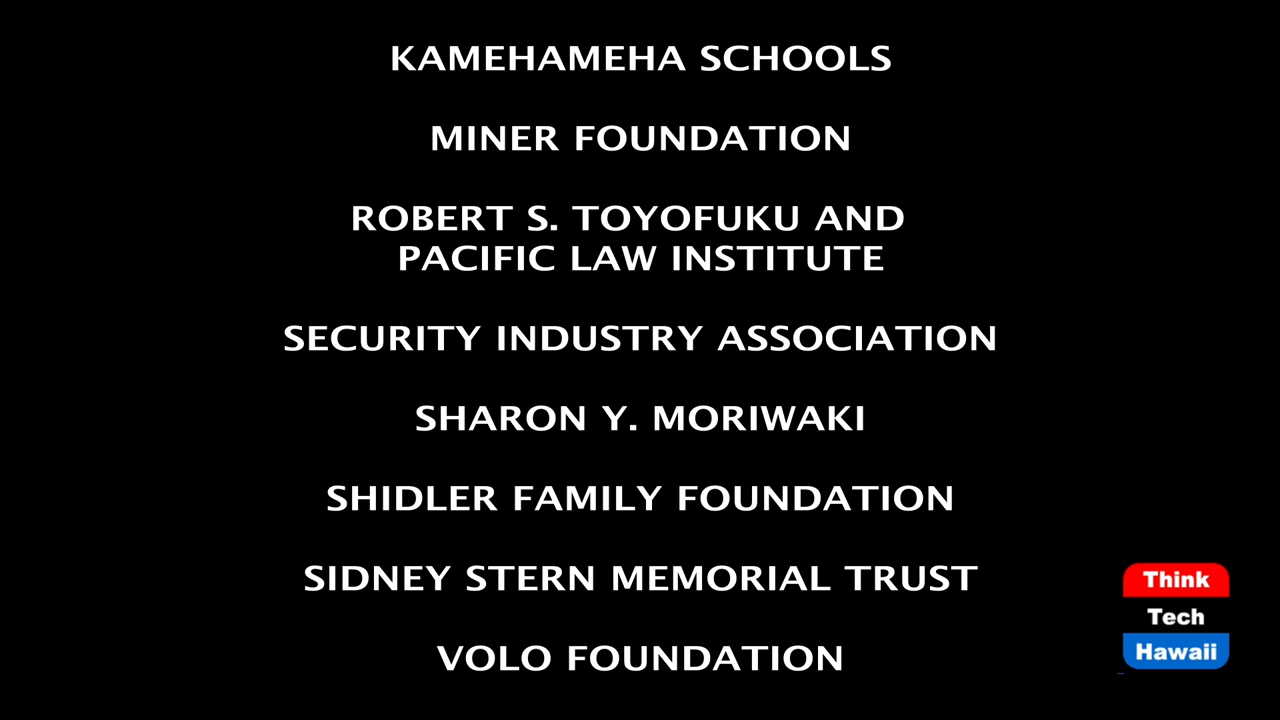 KAMEHAMEHA SCHOOLS
MINER FOUNDATION
ROBERT S. TOYOFUKU AND
PACIFIC LAW INSTITUTE
SECURITY INDUSTRY ASSOCIATION
SHARON Y. MORIWAKI
SHIDLER FAMILY FOUNDATION
SIDNEY STERN MEMORIAL TRUST
VOLO FOUNDATION
Think
Tech
Hawaii